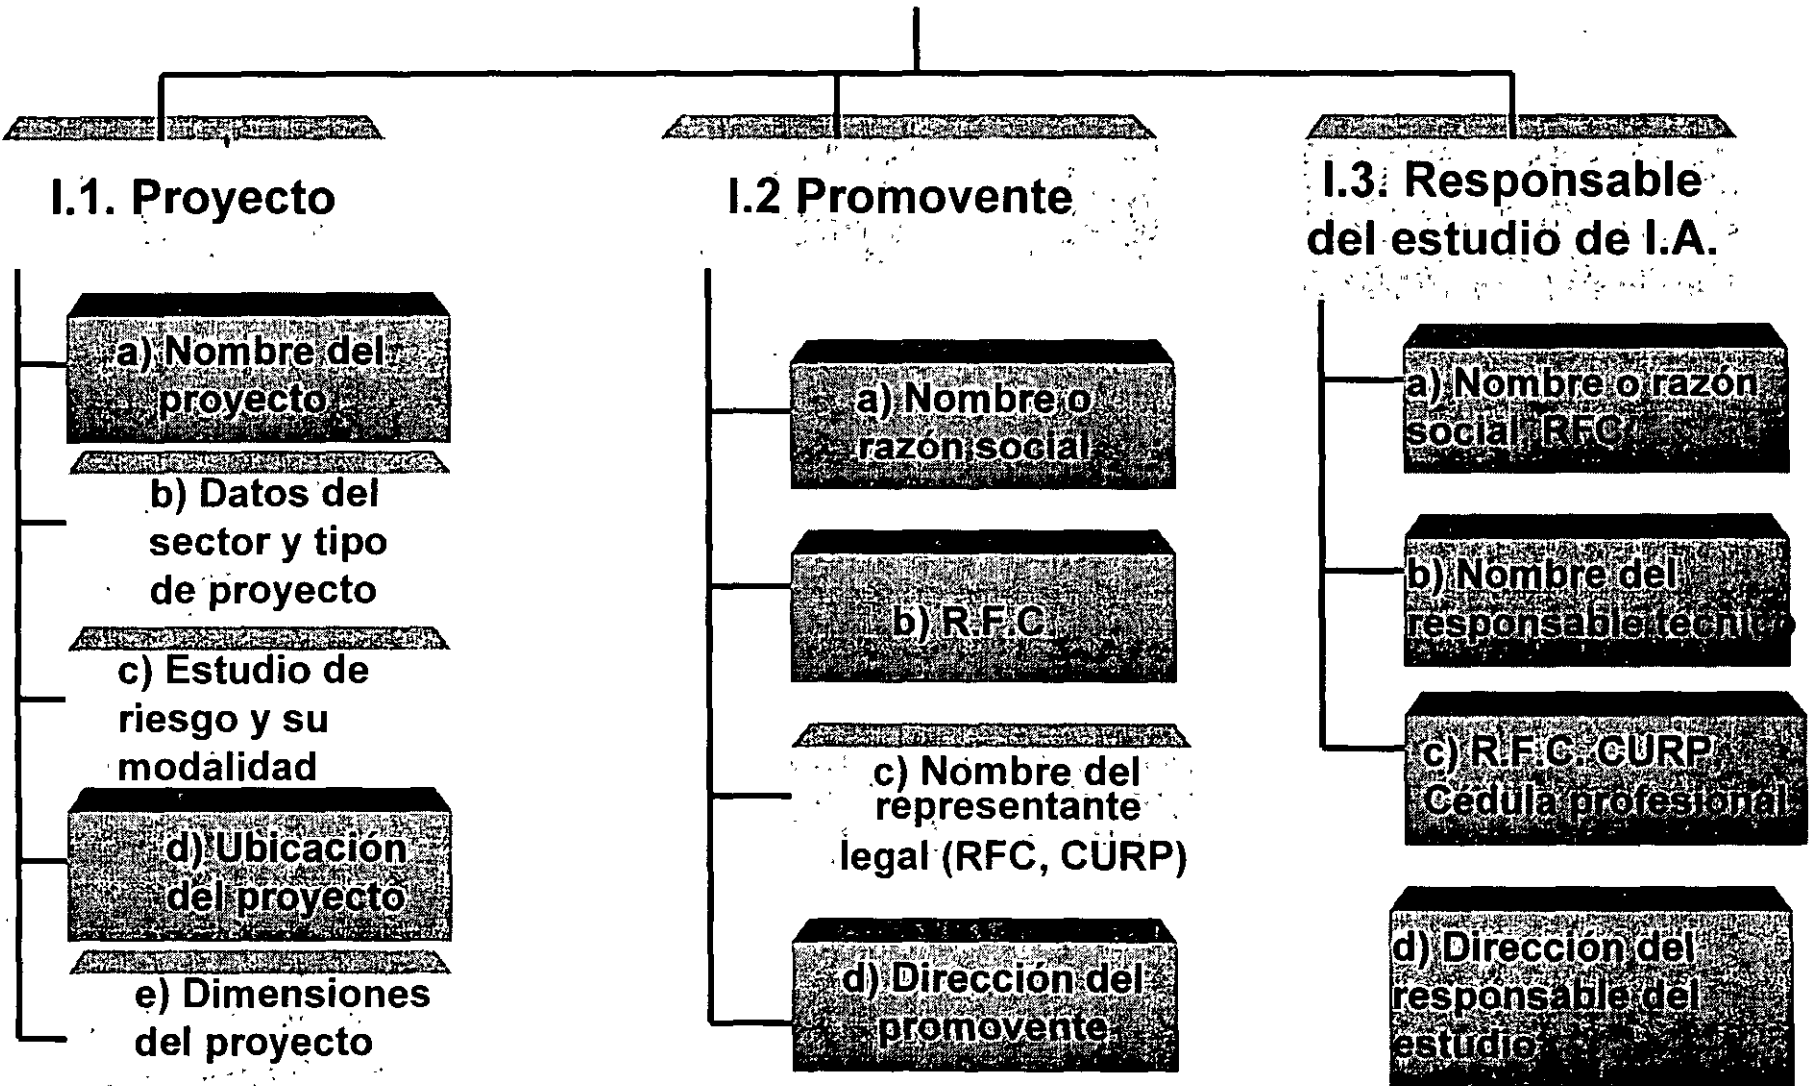 I.1. Proyecto
a) Nombre del
proyecto
b) Datos del
sector y tipo
de proyecto
c) Estudio de
riesgo y su
modalidad
d) Ubicación
del proyecto
e) Dimensiones
del proyecto
I.2 Promovente
a) Nombre o
razón social
b) R.F.C.
c) Nombre del
representante
legal (RFC, CURP)
d) Dirección del
promovente
I.3. Responsable
del estudio de I.A.
a) Nombre o razón
social, RFC
b) Nombre del
responsable técnico
c) R.F.C. CURP,
Cédula profesional
d) Dirección del
responsable del
estudio